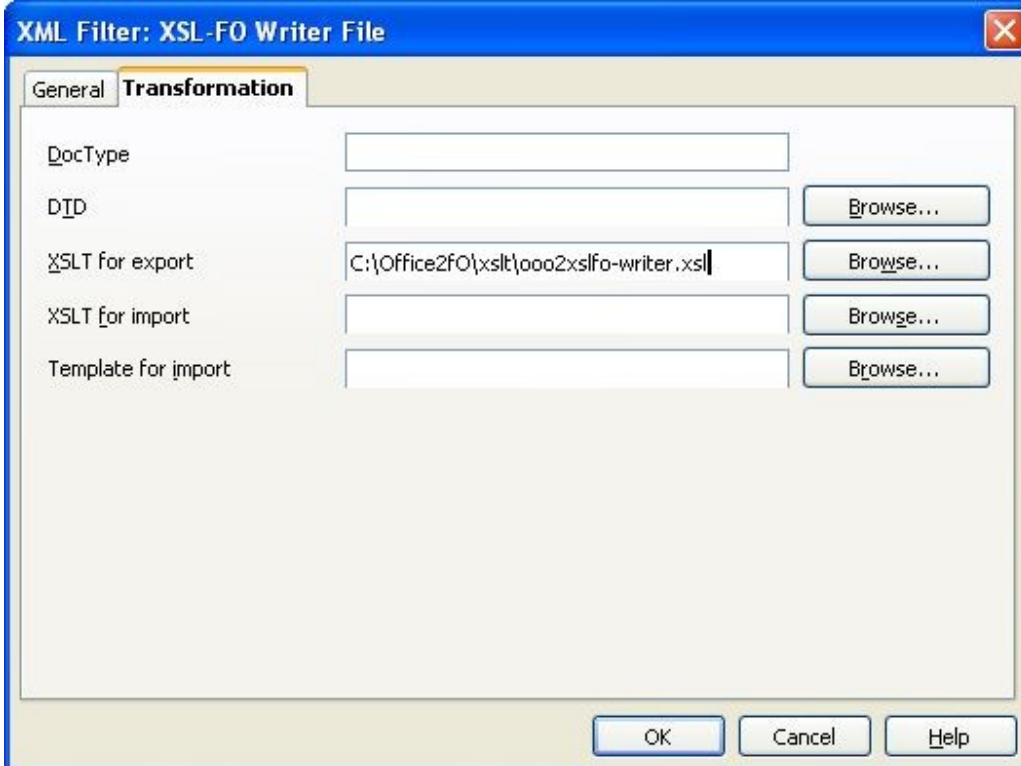 XML Filter: XSL-FO Writer File
General Transformation
DocType
DTD Browse...
XSLT for export C:\Office2fO\xslt\ooo2xslfo-writer.xsl Browse...
XSLT for import Browse...
Template for import Browse...
OK Cancel Help